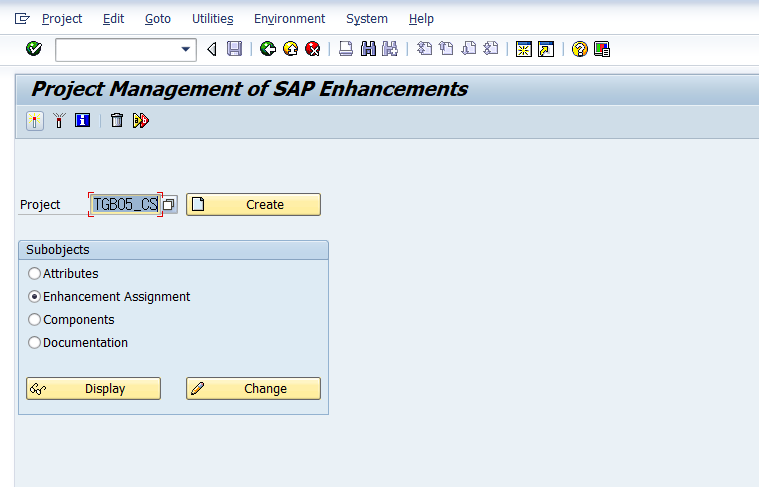 Project Edit Goto Utilities Environment System Help
Project Management of SAP Enhancements
Project TGB05_CS Create
Subobjects
Attributes
Enhancement Assignment
Components
Documentation
Display Change